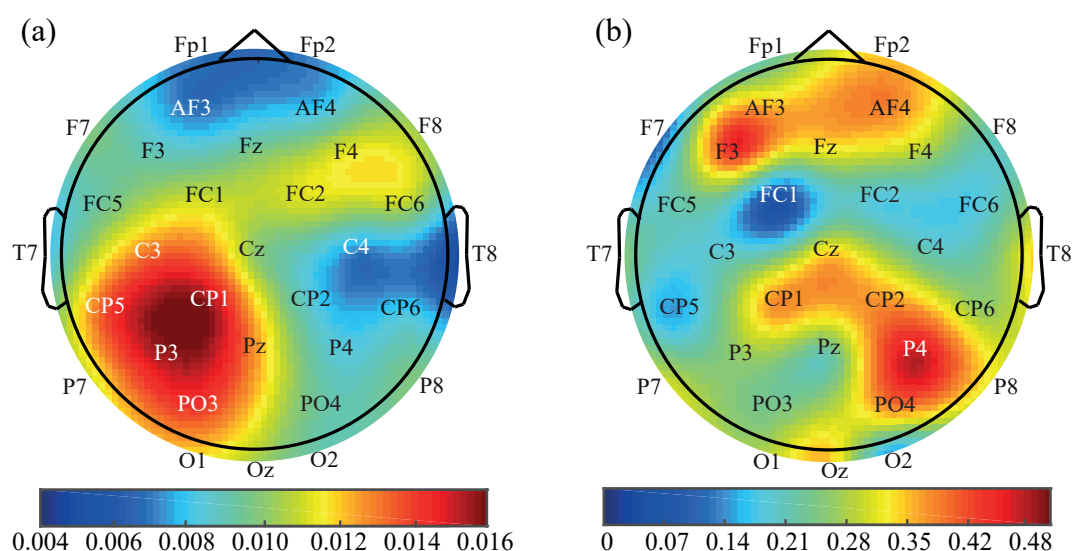 (a)
Fp1 Fp2
AF3 AF4
F7 F8
F3 Fz F4
FC5 FC1 FC2 FC6
T7 C3 Cz C4 T8
CP5 CP1 CP2 CP6
P3 Pz P4
P7 P8
PO3 PO4
O1 Oz O2
0.004 0.006 0.008 0.010 0.012 0.014 0.016
(b)
Fp1 Fp2
AF3 AF4
F7 F8
F3 Fz F4
FC5 FC1 FC2 FC6
T7 C3 Cz C4 T8
CP5 CP1 CP2 CP6
P3 Pz P4
P7 P8
PO3 PO4
O1 Oz O2
0 0.07 0.14 0.21 0.28 0.35 0.42 0.48